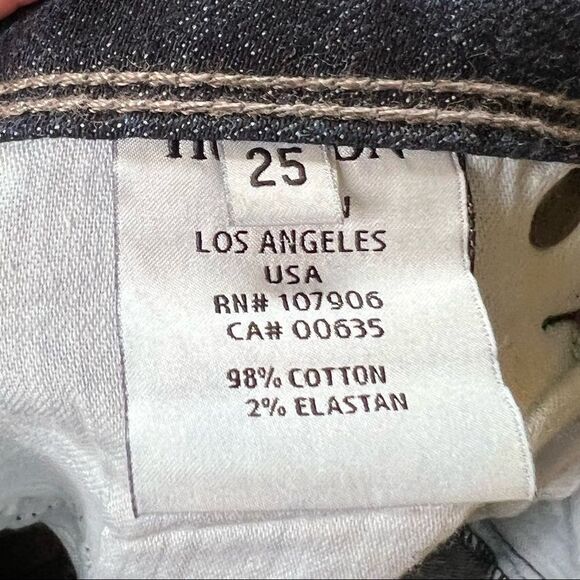 25
LOS ANGELES
USA
RN# 107906
CA# 00635
98% COTTON
2% ELASTAN